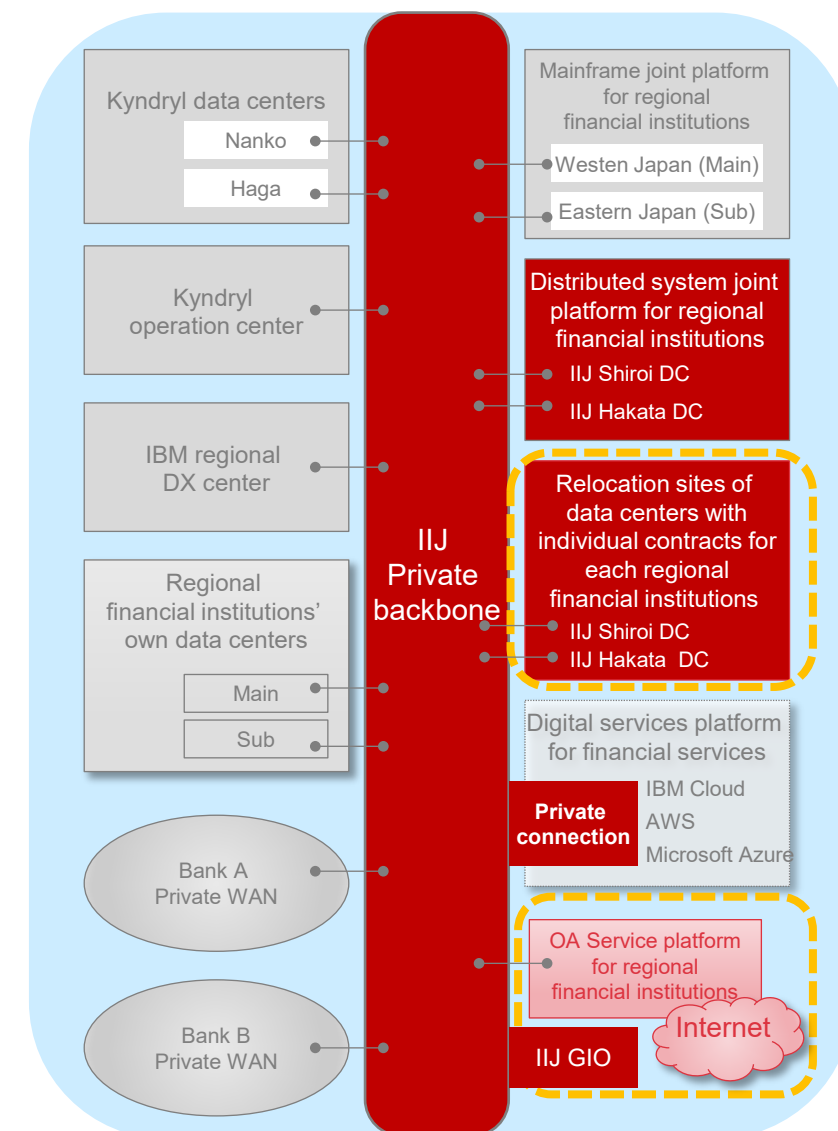 Kyndryl data centers
Nanko
Haga
Kyndryl
operation center
IBM regional
DX center
Regional
financial institutions’
own data centers
Main
Sub
Bank A
Private WAN
Bank B
Private WAN
IIJ
Private
backbone
Mainframe joint platform
for regional
financial institutions
Westen Japan (Main)
Eastern Japan (Sub)
Distributed system joint
platform for regional
financial institutions
IIJ Shiroi DC
IIJ Hakata DC
Relocation sites of
data centers with
individual contracts for
each regional
financial institutions
IIJ Shiroi DC
IIJ Hakata DC
Digital services platform
for financial services
Private
connection
IBM Cloud
AWS
Microsoft Azure
OA Service platform
for regional
financial institutions
Internet
IIJ GIO